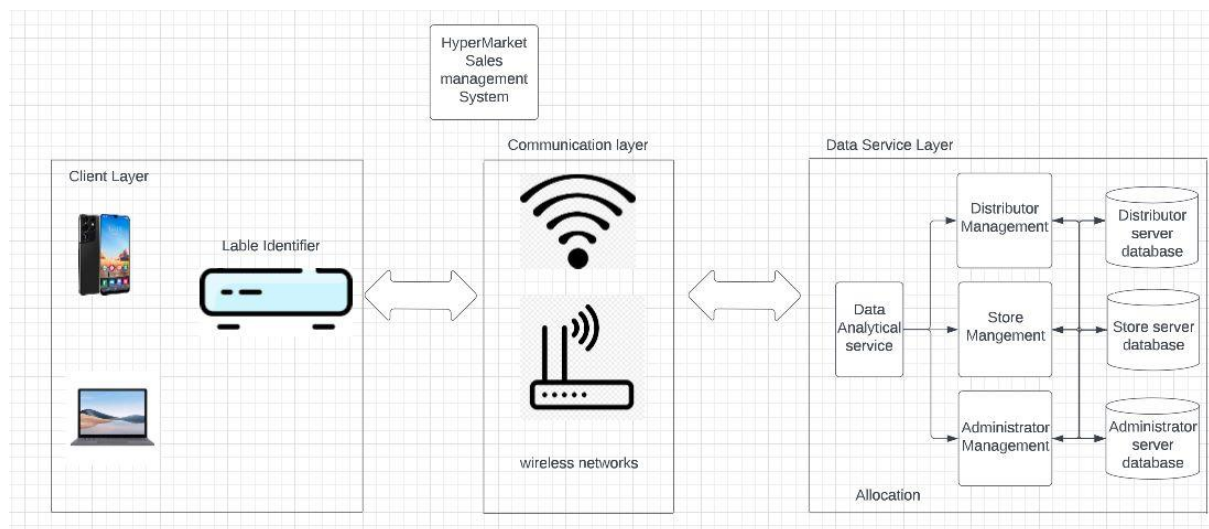 HyperMarket
Sales
management
System
Communication layer
Data Service Layer
Client Layer
Lable Identifier
wireless networks
Data
Analytical
service
Distributor
Management
Store
Mangement
Administrator
Management
Distributor
server
database
Store server
database
Administrator
server
database
Allocation